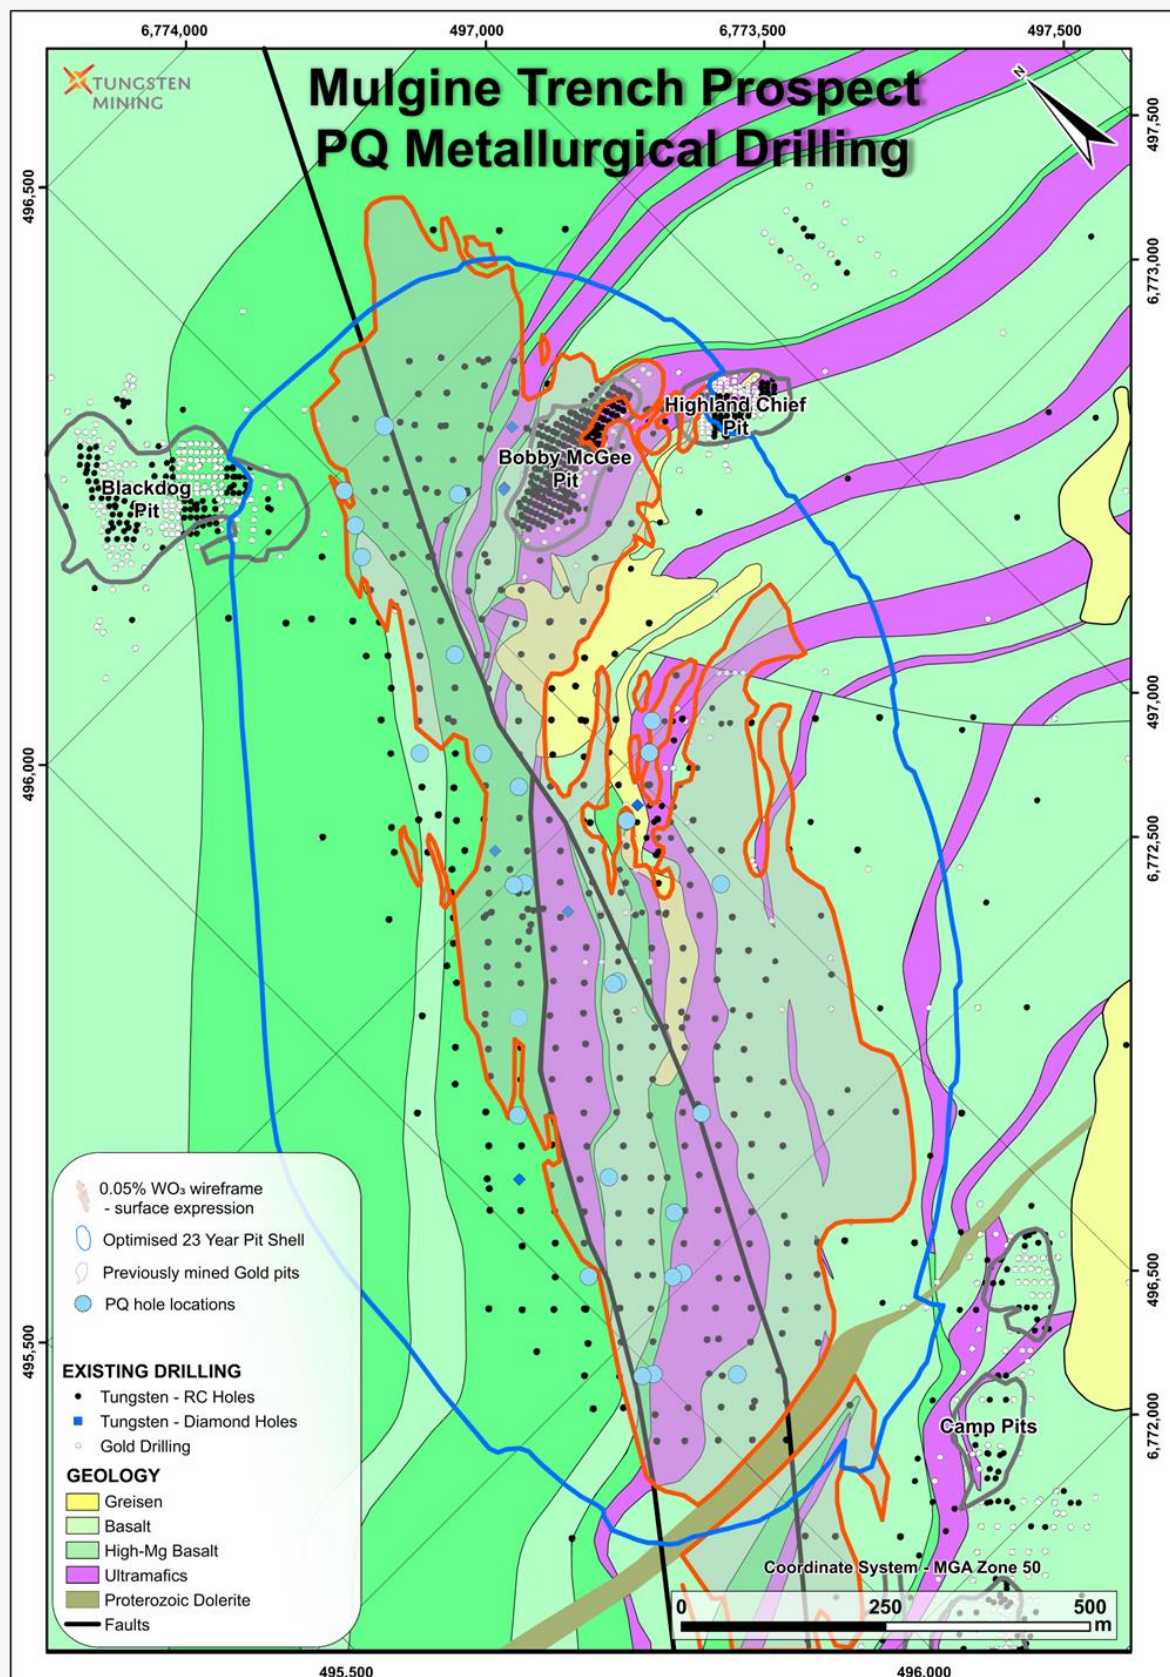 6,774,000
497,000
6,773,500
497,500
TUNGSTEN
MINING
Mulgine Trench Prospect
PQ Metallurgical Drilling
N
497,500
496,500
6,773,000
Highland Chief
Pit
Bobby McGee
Pit
Blackdog
Pit
497,000
496,000
6,772,500
0.05% WO₃ wireframe
- surface expression
Optimised 23 Year Pit Shell
Previously mined Gold pits
PQ hole locations
496,500
495,500
EXISTING DRILLING
Tungsten - RC Holes
Tungsten - Diamond Holes
Gold Drilling
6,772,000
Camp Pits
GEOLOGY
Greisen
Basalt
High-Mg Basalt
Ultramafics
Proterozoic Dolerite
Faults
Coordinate System - MGA Zone 50
0 250 500
m
495,500
496,000